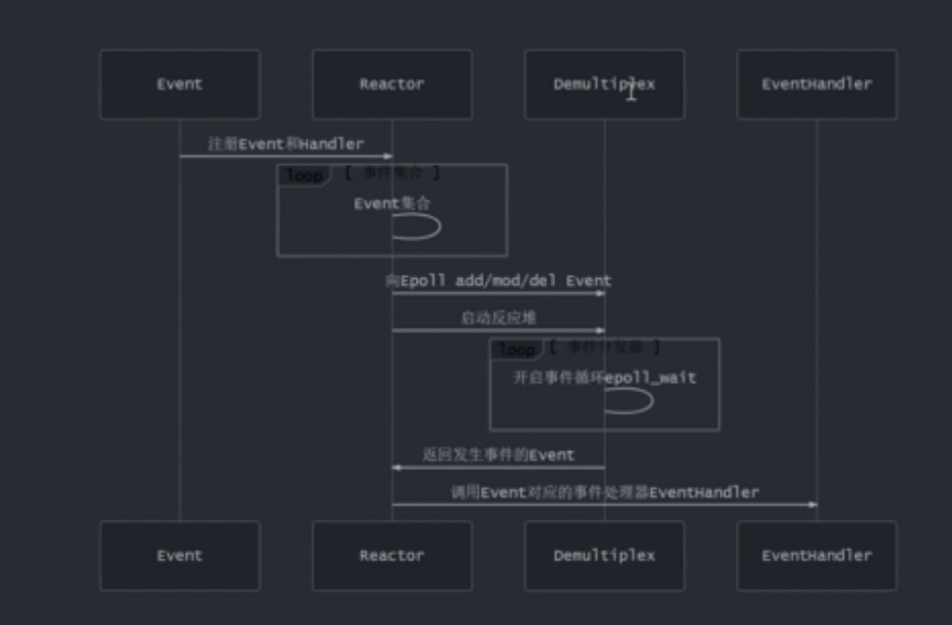 Event
Reactor
Demultiplex
EventHandler
注册Event和Handler
loop
[ 事件集合 ]
Event集合
向Epoll add/mod/del Event
启动反应堆
loop
[ 事件分发器 ]
开启事件循环epoll_wait
返回发生事件的Event
调用Event对应的事件处理器EventHandler
Event
Reactor
Demultiplex
EventHandler